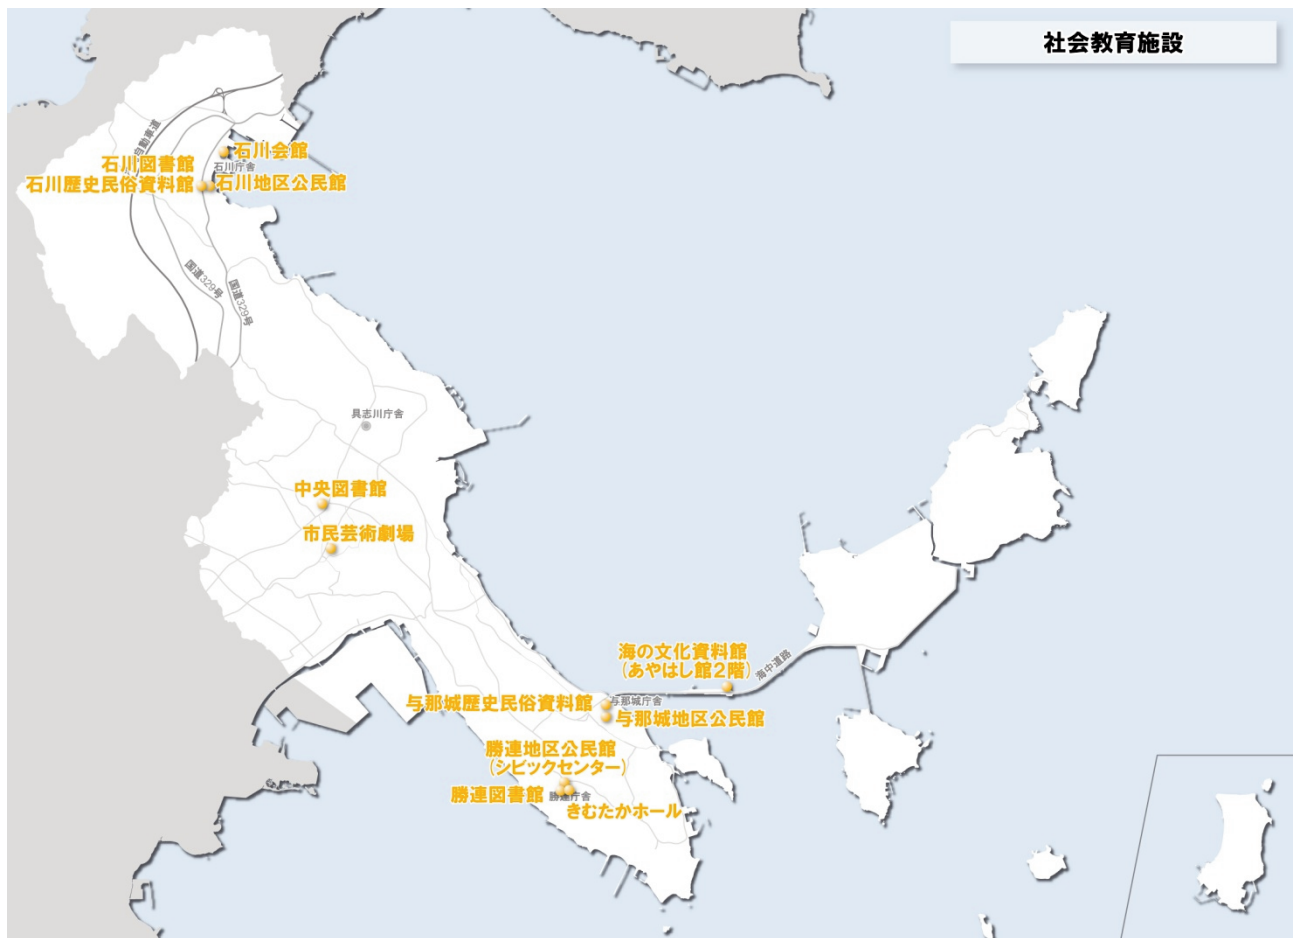 社会教育施設
自動車道
石川会館
石川図書館
石川庁舎
石川歴史民俗資料館
石川地区公民館
国道329号
国道329号
具志川庁舎
中央図書館
市民芸術劇場
海の文化資料館
(あやはし館2階)
海中道路
与那城歴史民俗資料館
与那城庁舎
与那城地区公民館
勝連地区公民館
(シビックセンター)
勝連図書館
勝連庁舎
きむたかホール